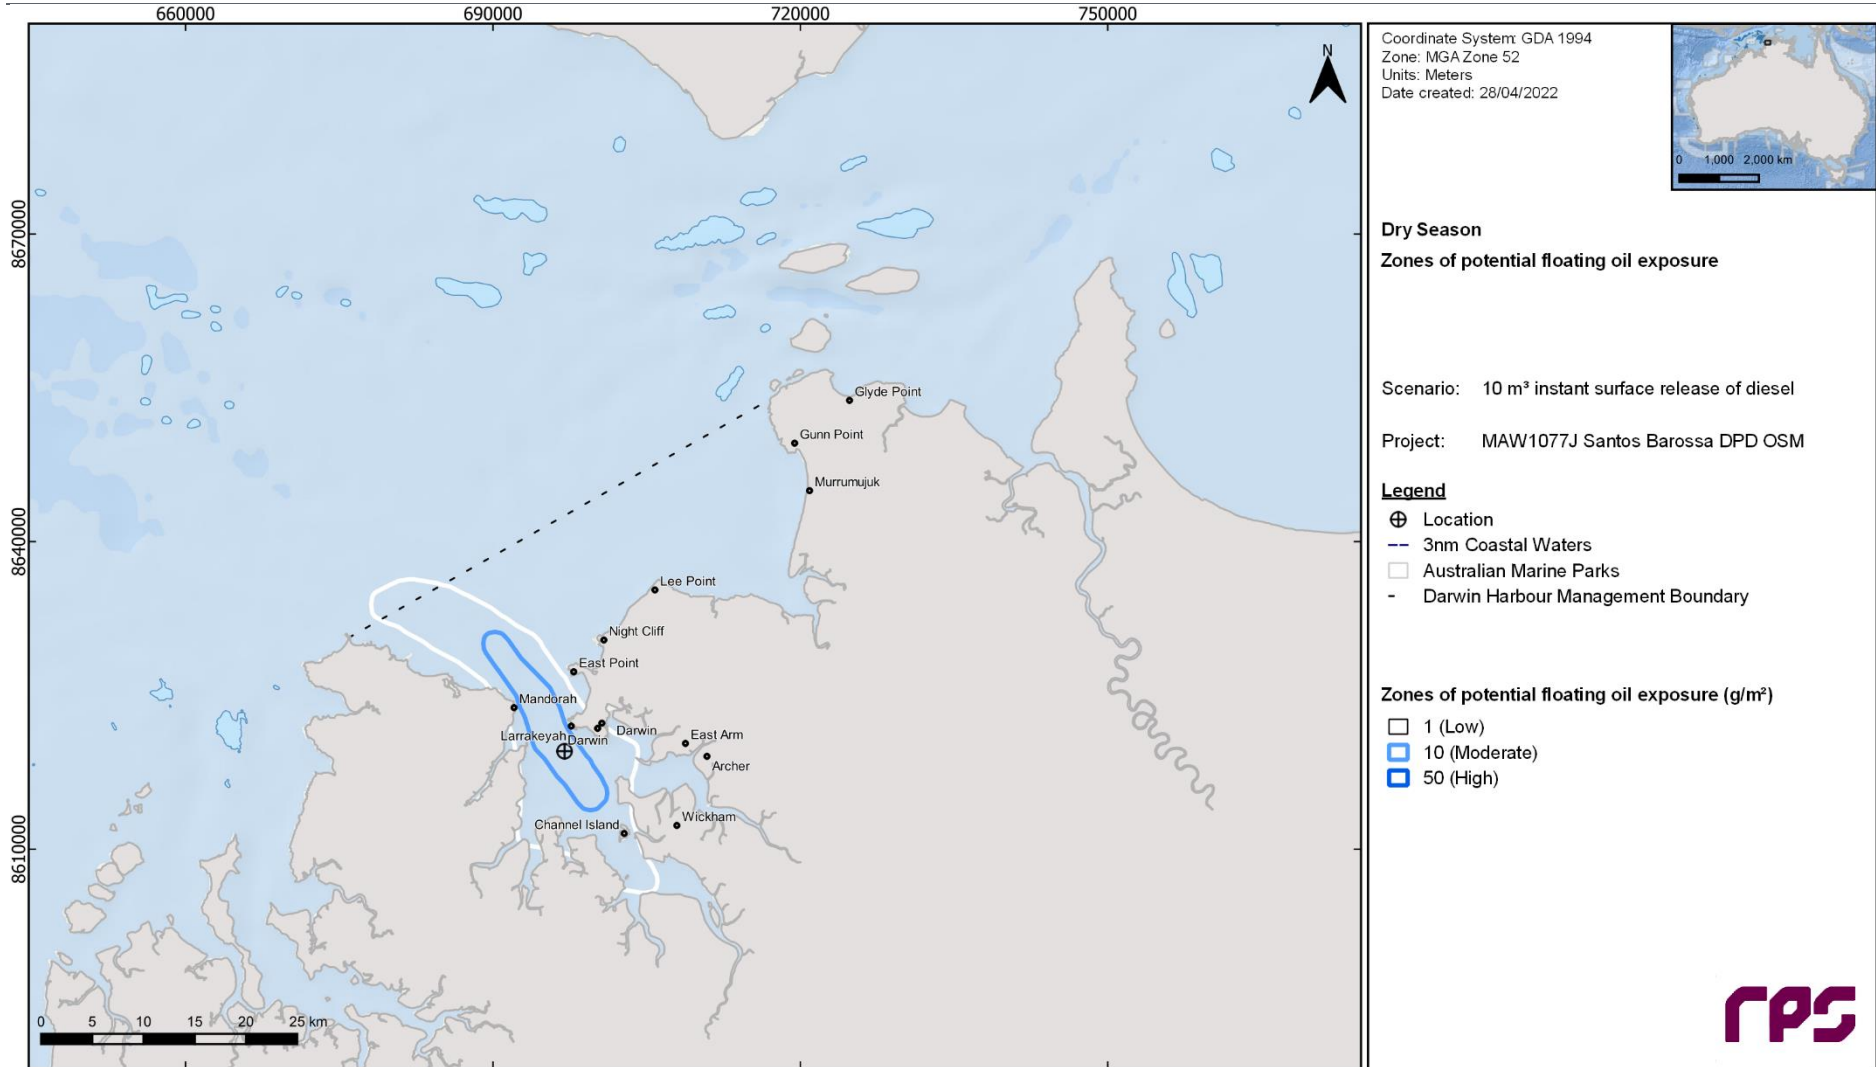 660000
690000
720000
750000
8670000
8640000
8610000
N
Glyde Point
Gunn Point
Murrumujuk
Lee Point
Night Cliff
East Point
Mandorah
Larrakeyah
Darwin
Darwin
East Arm
Archer
Wickham
Channel Island
0 5 10 15 20 25 km
Coordinate System: GDA 1994
Zone: MGA Zone 52
Units: Meters
Date created: 28/04/2022
0 1,000 2,000 km
Dry Season
Zones of potential floating oil exposure
Scenario: 10 m³ instant surface release of diesel
Project: MAW1077J Santos Barossa DPD OSM
Legend
Location
3nm Coastal Waters
Australian Marine Parks
Darwin Harbour Management Boundary
Zones of potential floating oil exposure (g/m²)
1 (Low)
10 (Moderate)
50 (High)
rps